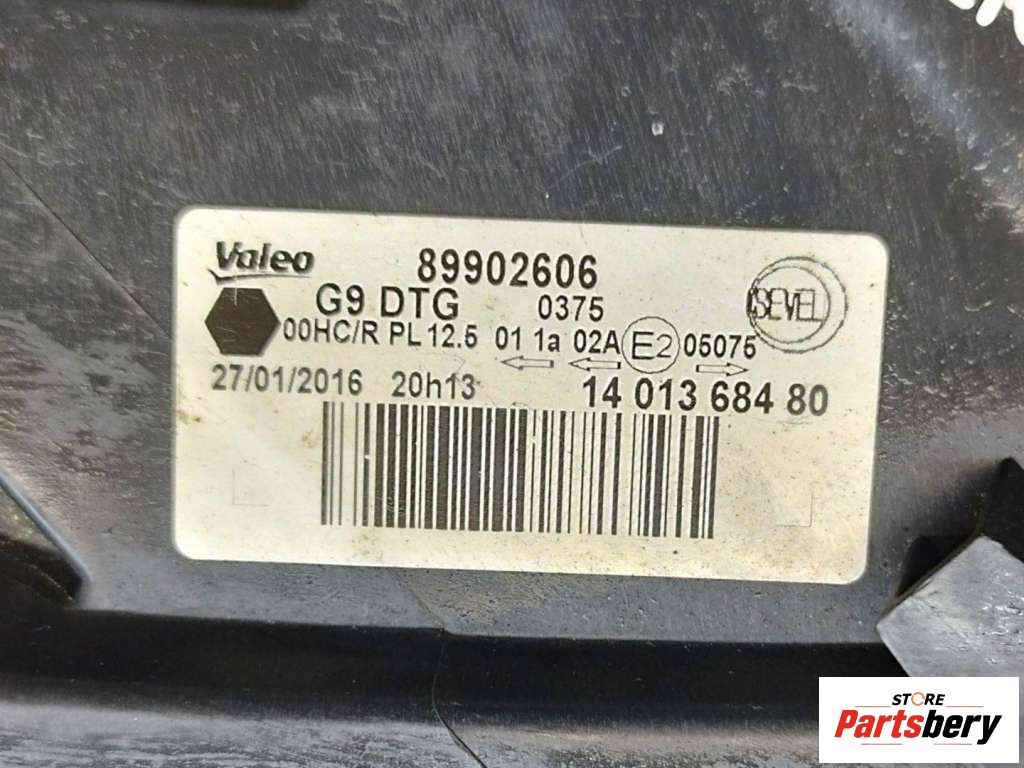 Valeo 89902606
G9 DTG 0375 SEVEL
00HC/R PL 12.5 01 1a 02A E2 05075
27/01/2016 20h13 14 013 684 80
STORE
Partsbery